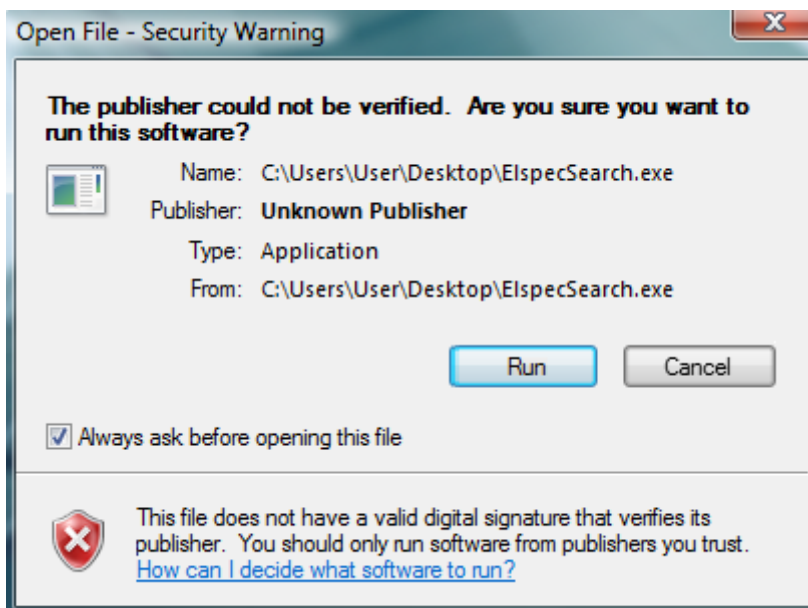 Open File - Security Warning
The publisher could not be verified.  Are you sure you want to
run this software?
Name: C:\Users\User\Desktop\ElspecSearch.exe
Publisher: Unknown Publisher
Type: Application
From: C:\Users\User\Desktop\ElspecSearch.exe
Run Cancel
Always ask before opening this file
This file does not have a valid digital signature that verifies its
publisher.  You should only run software from publishers you trust.
How can I decide what software to run?